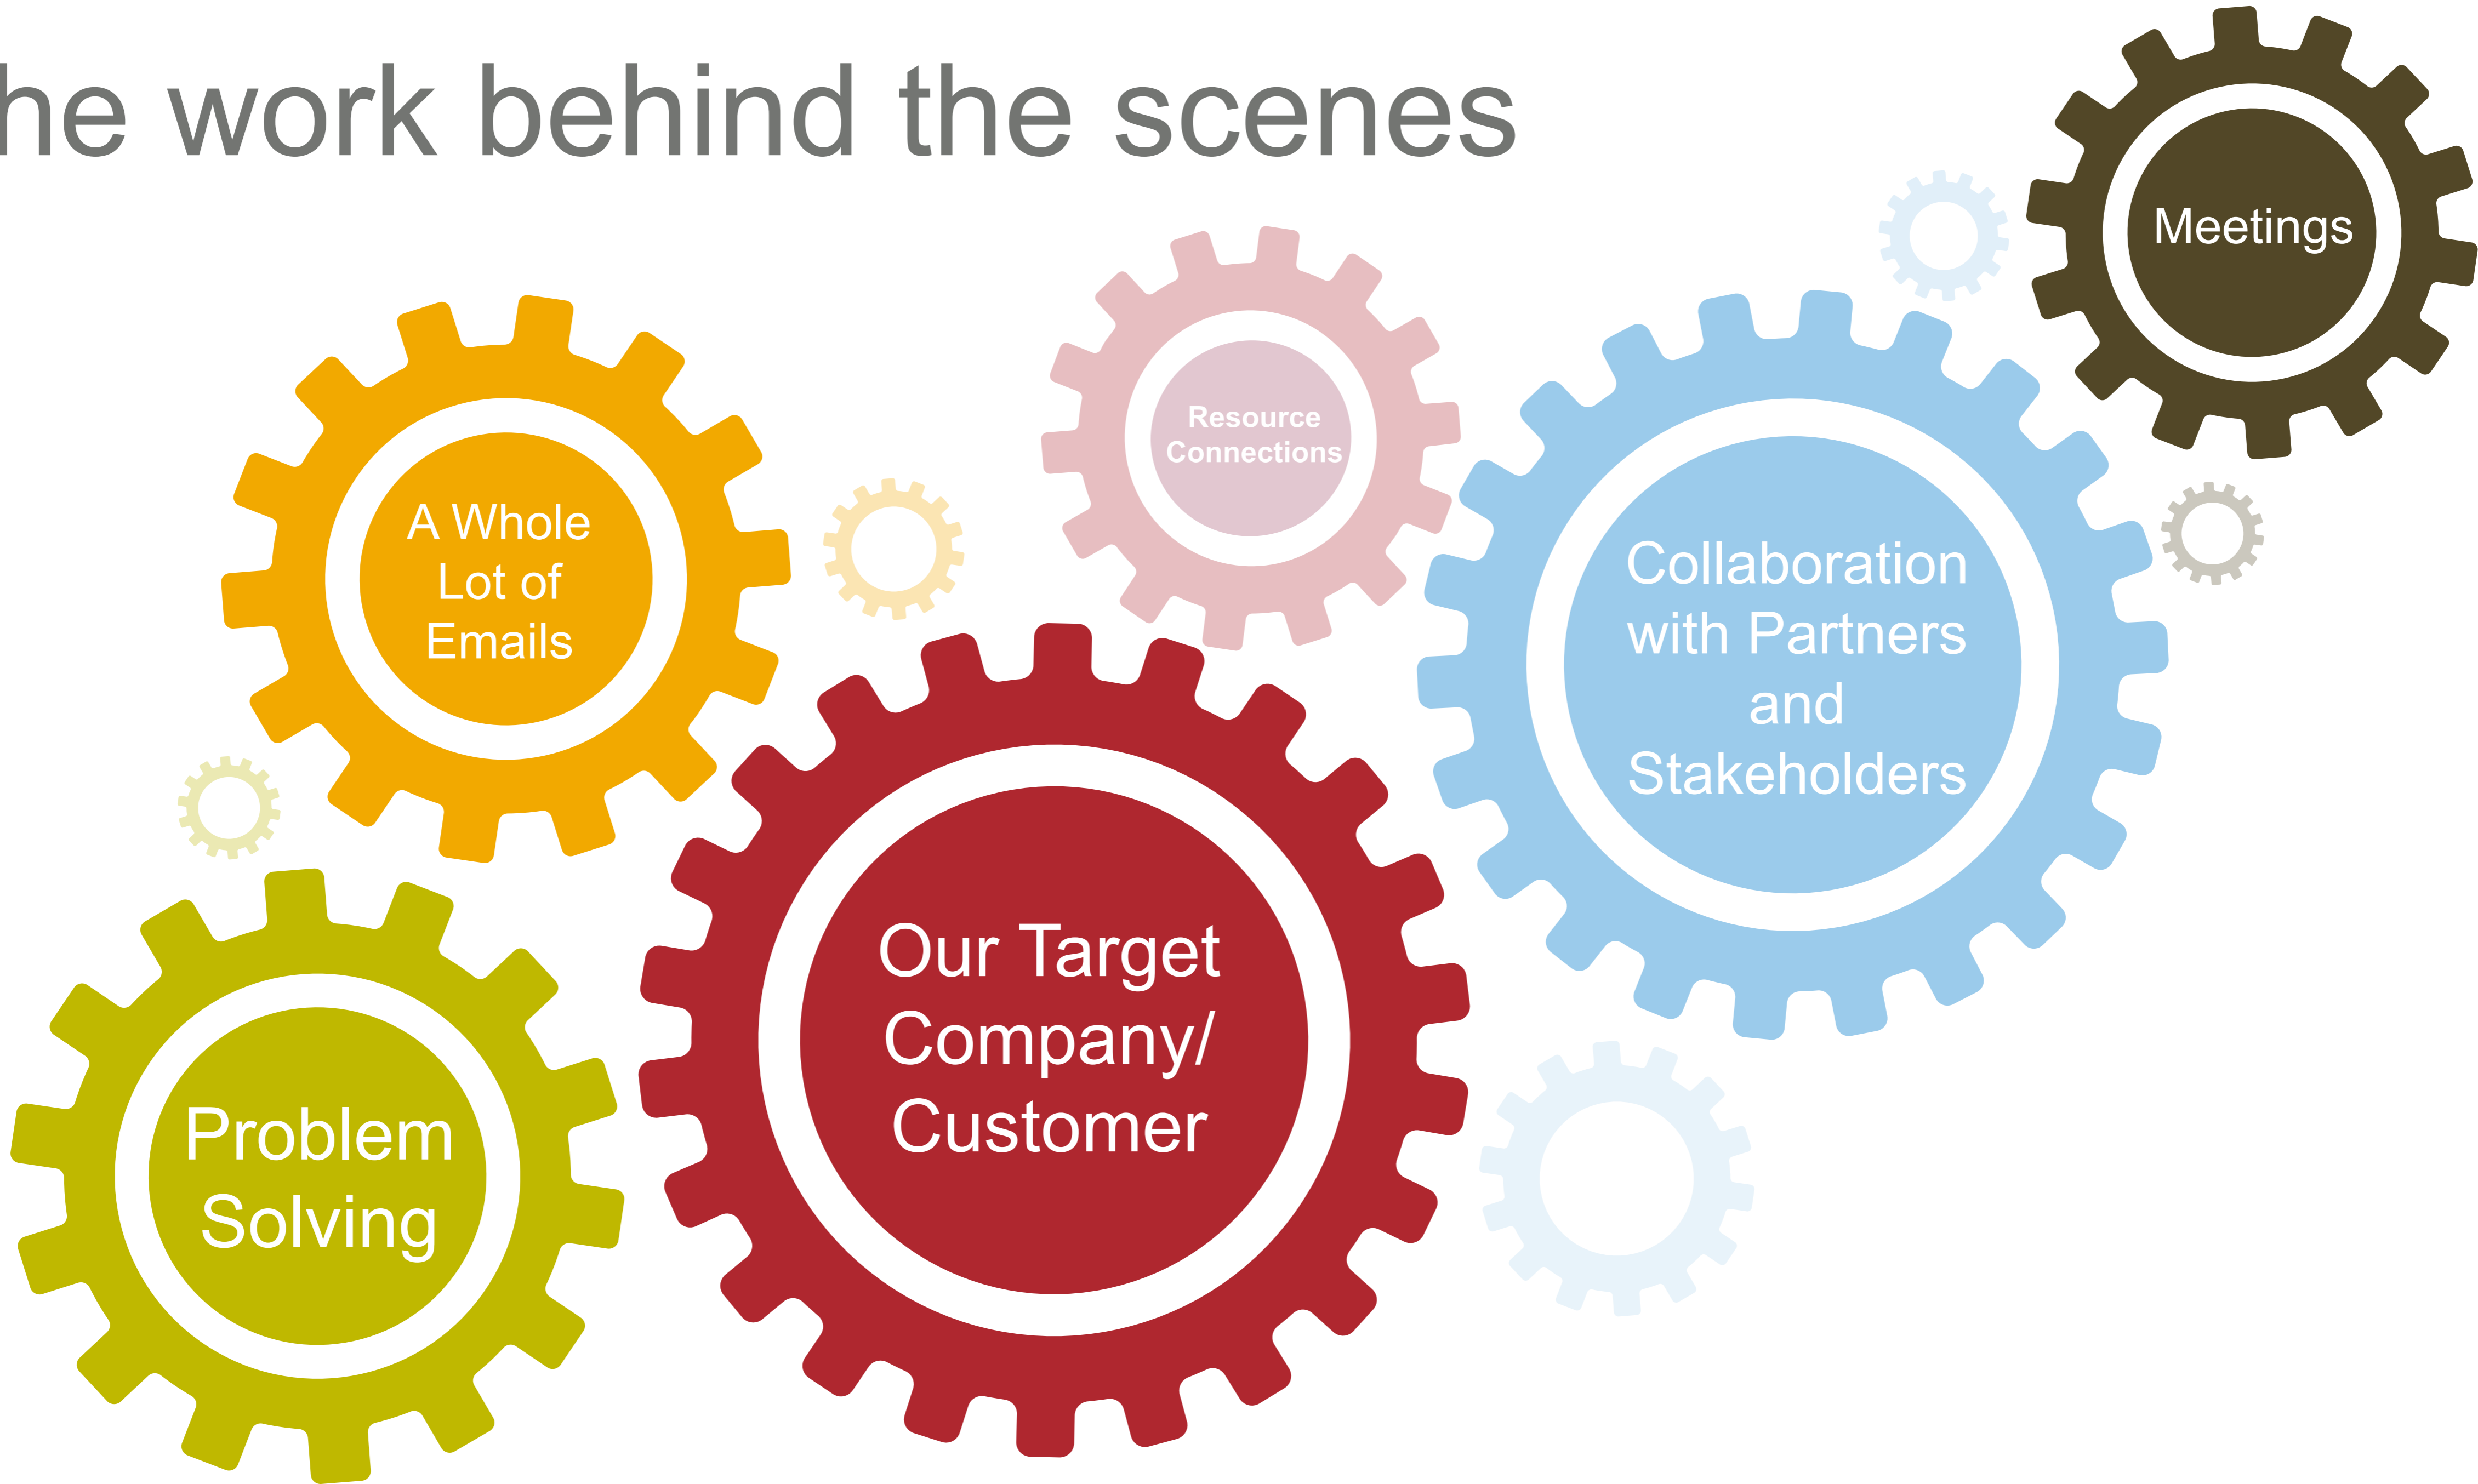 he work behind the scenes
Meetings
Resource
Connections
A Whole
Lot of
Emails
Collaboration
with Partners
and
Stakeholders
Our Target
Company/
Customer
Problem
Solving